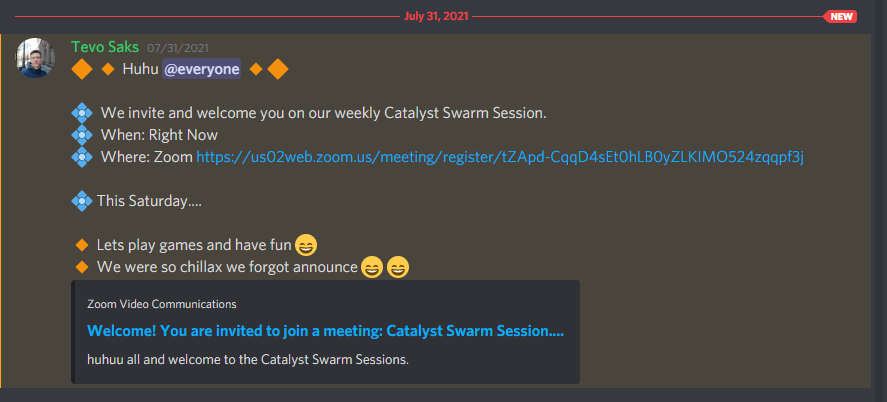 July 31, 2021 NEW
Tevo Saks 07/31/2021
Huhu @everyone
We invite and welcome you on our weekly Catalyst Swarm Session.
When: Right Now
Where: Zoom https://us02web.zoom.us/meeting/register/tZApd-CqqD4sEt0hLB0yZLKIMO524zqqpf3j
This Saturday....
Lets play games and have fun
We were so chillax we forgot announce
Zoom Video Communications
Welcome! You are invited to join a meeting: Catalyst Swarm Session....
huhuu all and welcome to the Catalyst Swarm Sessions.